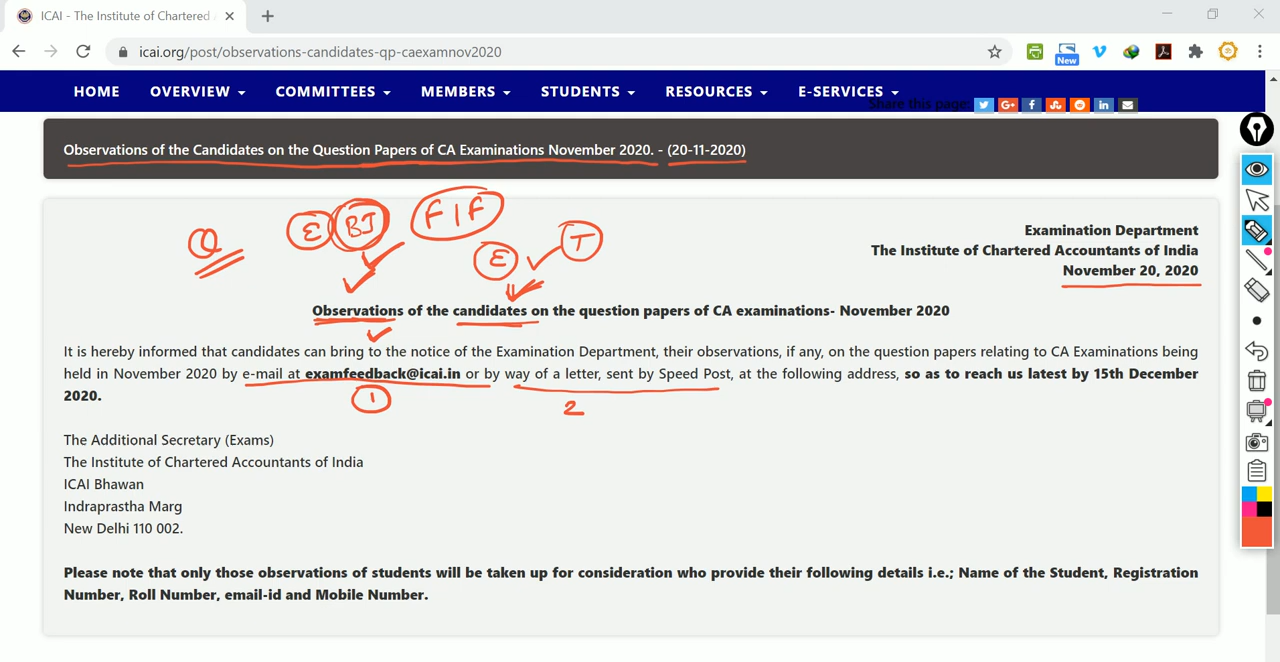 ICAI - The Institute of Chartered
icai.org/post/observations-candidates-qp-caexamnov2020
New
HOME OVERVIEW COMMITTEES MEMBERS STUDENTS RESOURCES E-SERVICES
Share this page:
Observations of the Candidates on the Question Papers of CA Examinations November 2020. - (20-11-2020)
Q E BJ F | F
E T
Examination Department
The Institute of Chartered Accountants of India
November 20, 2020
Observations of the candidates on the question papers of CA examinations- November 2020
It is hereby informed that candidates can bring to the notice of the Examination Department, their observations, if any, on the question papers relating to CA Examinations being
held in November 2020 by e-mail at examfeedback@icai.in or by way of a letter, sent by Speed Post, at the following address, so as to reach us latest by 15th December
2020.
1 2
The Additional Secretary (Exams)
The Institute of Chartered Accountants of India
ICAI Bhawan
Indraprastha Marg
New Delhi 110 002.
Please note that only those observations of students will be taken up for consideration who provide their following details i.e.; Name of the Student, Registration
Number, Roll Number, email-id and Mobile Number.